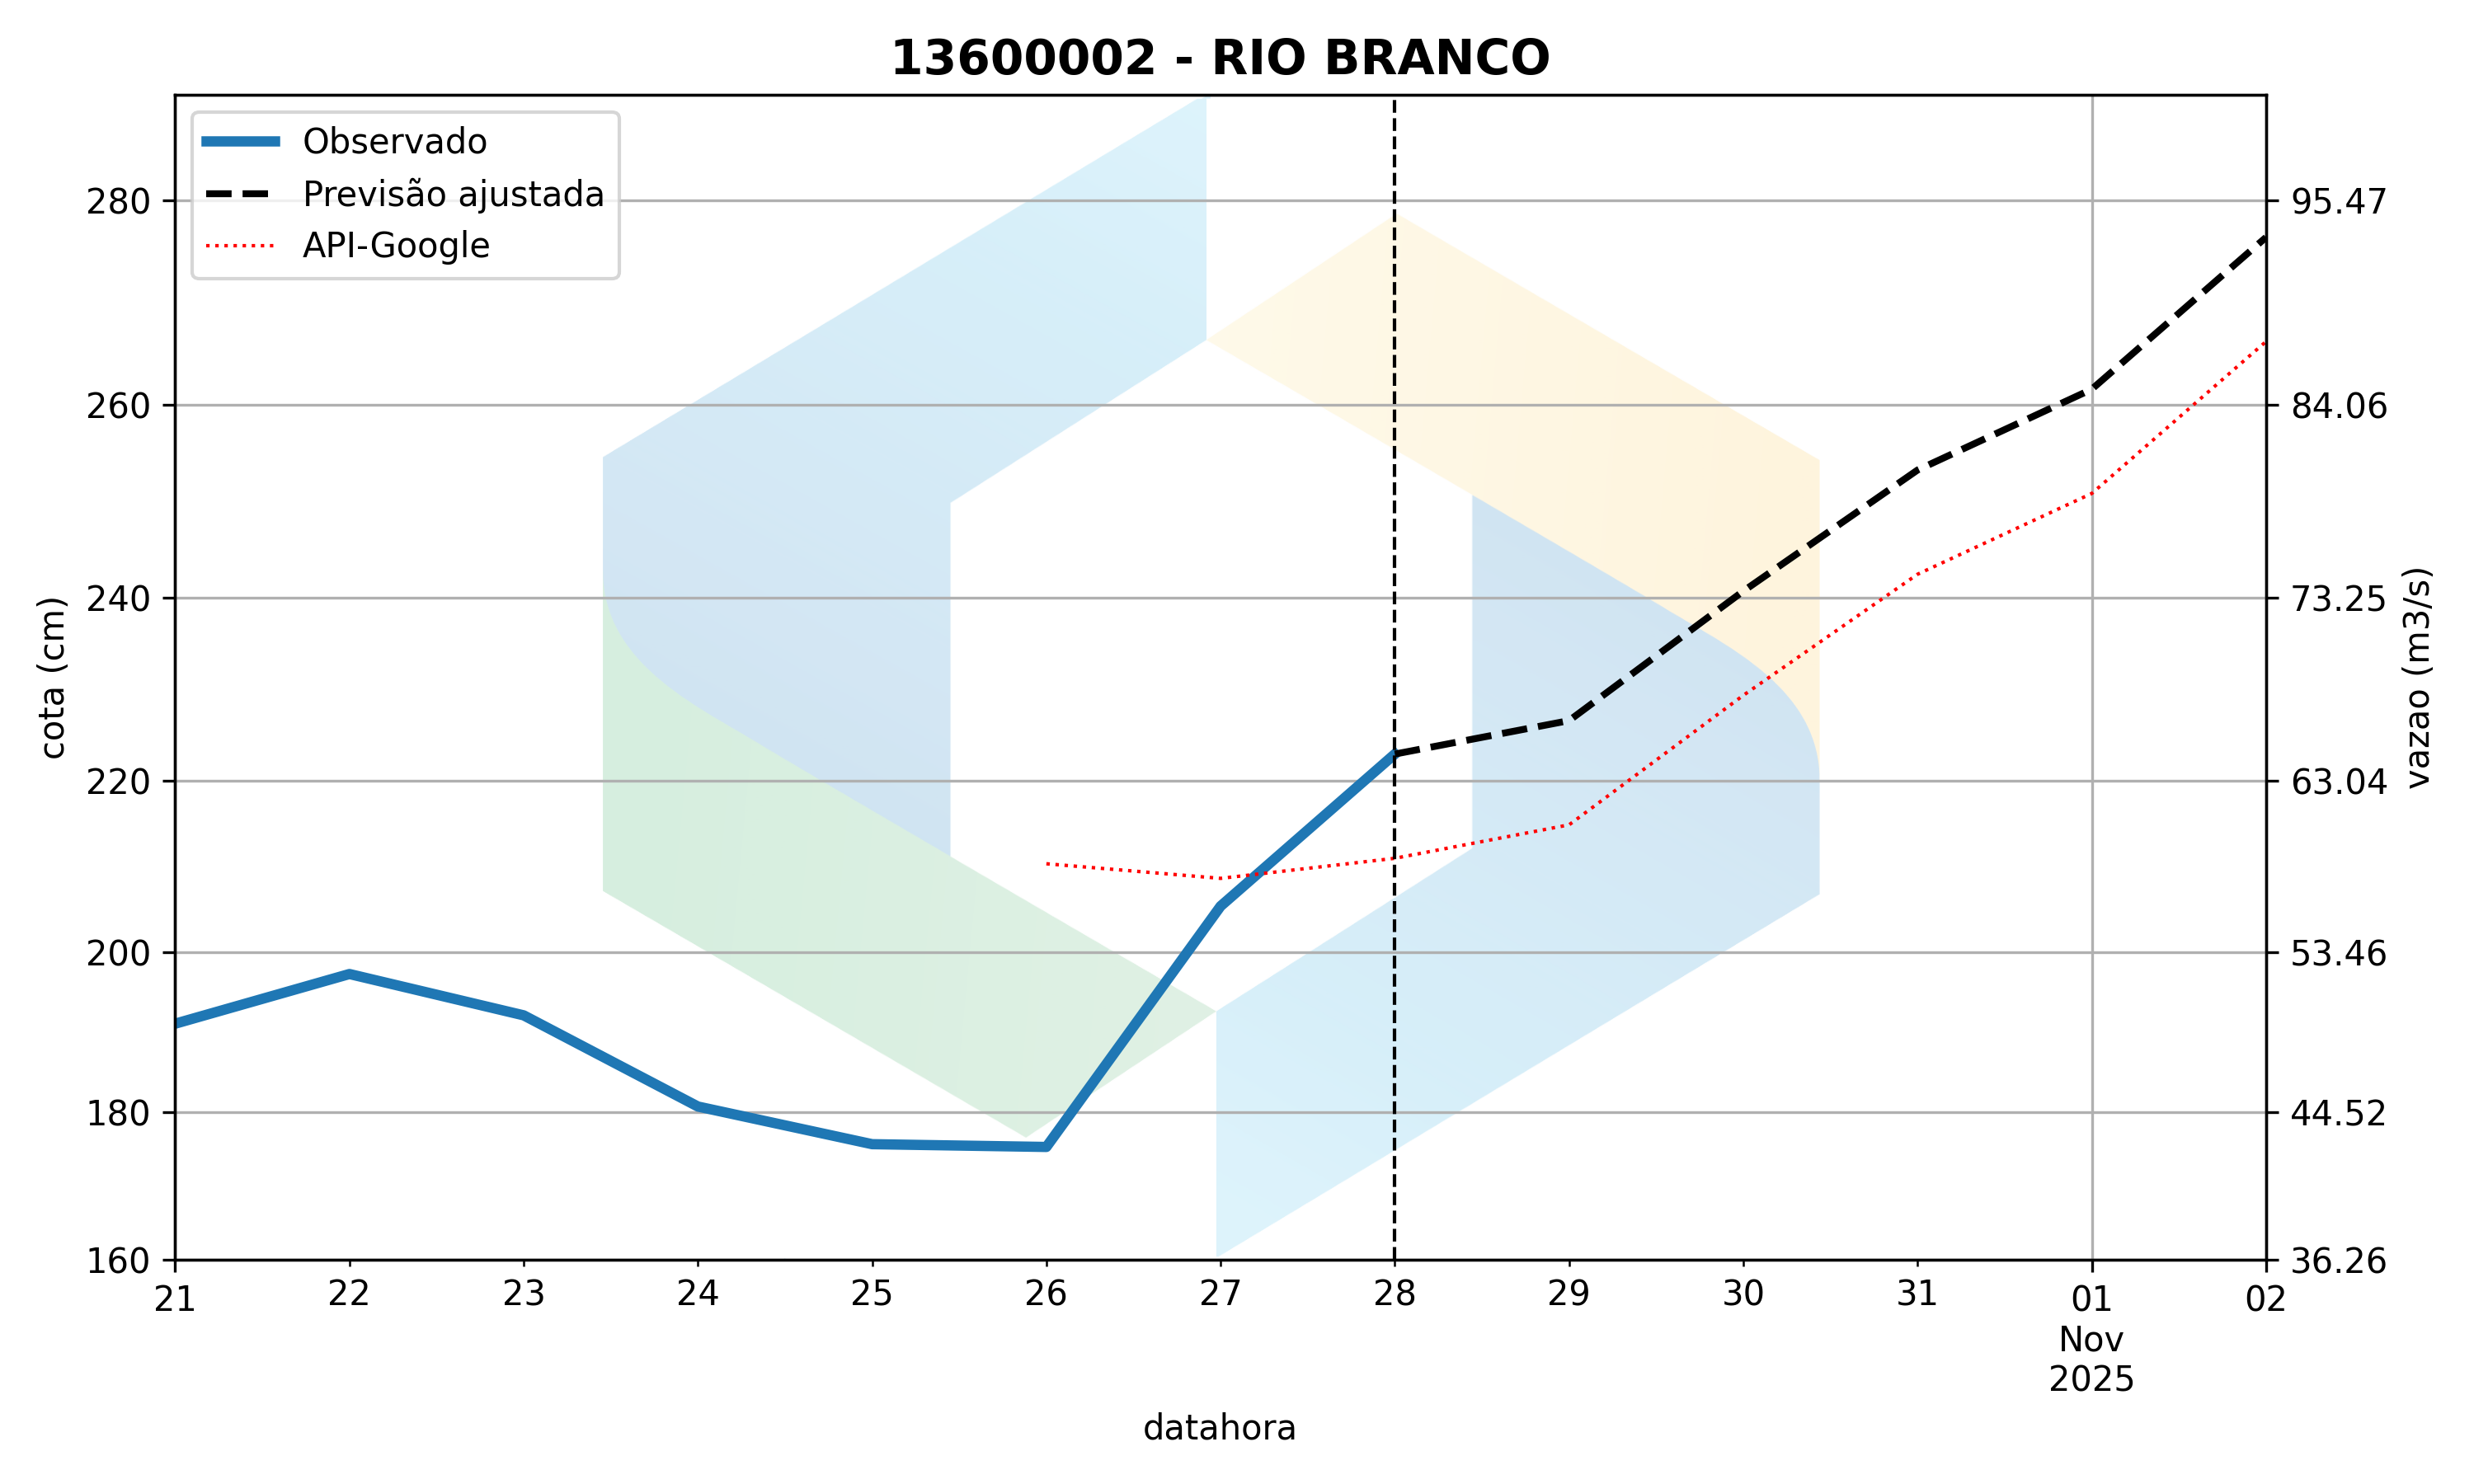 13600002 - RIO BRANCO
Observado
Previsão ajustada
API-Google
280
260
240
220
200
180
160
cota (cm)
95.47
84.06
73.25
63.04
53.46
44.52
36.26
vazao (m3/s)
21 22 23 24 25 26 27 28 29 30 31 01 02
Nov
2025
datahora